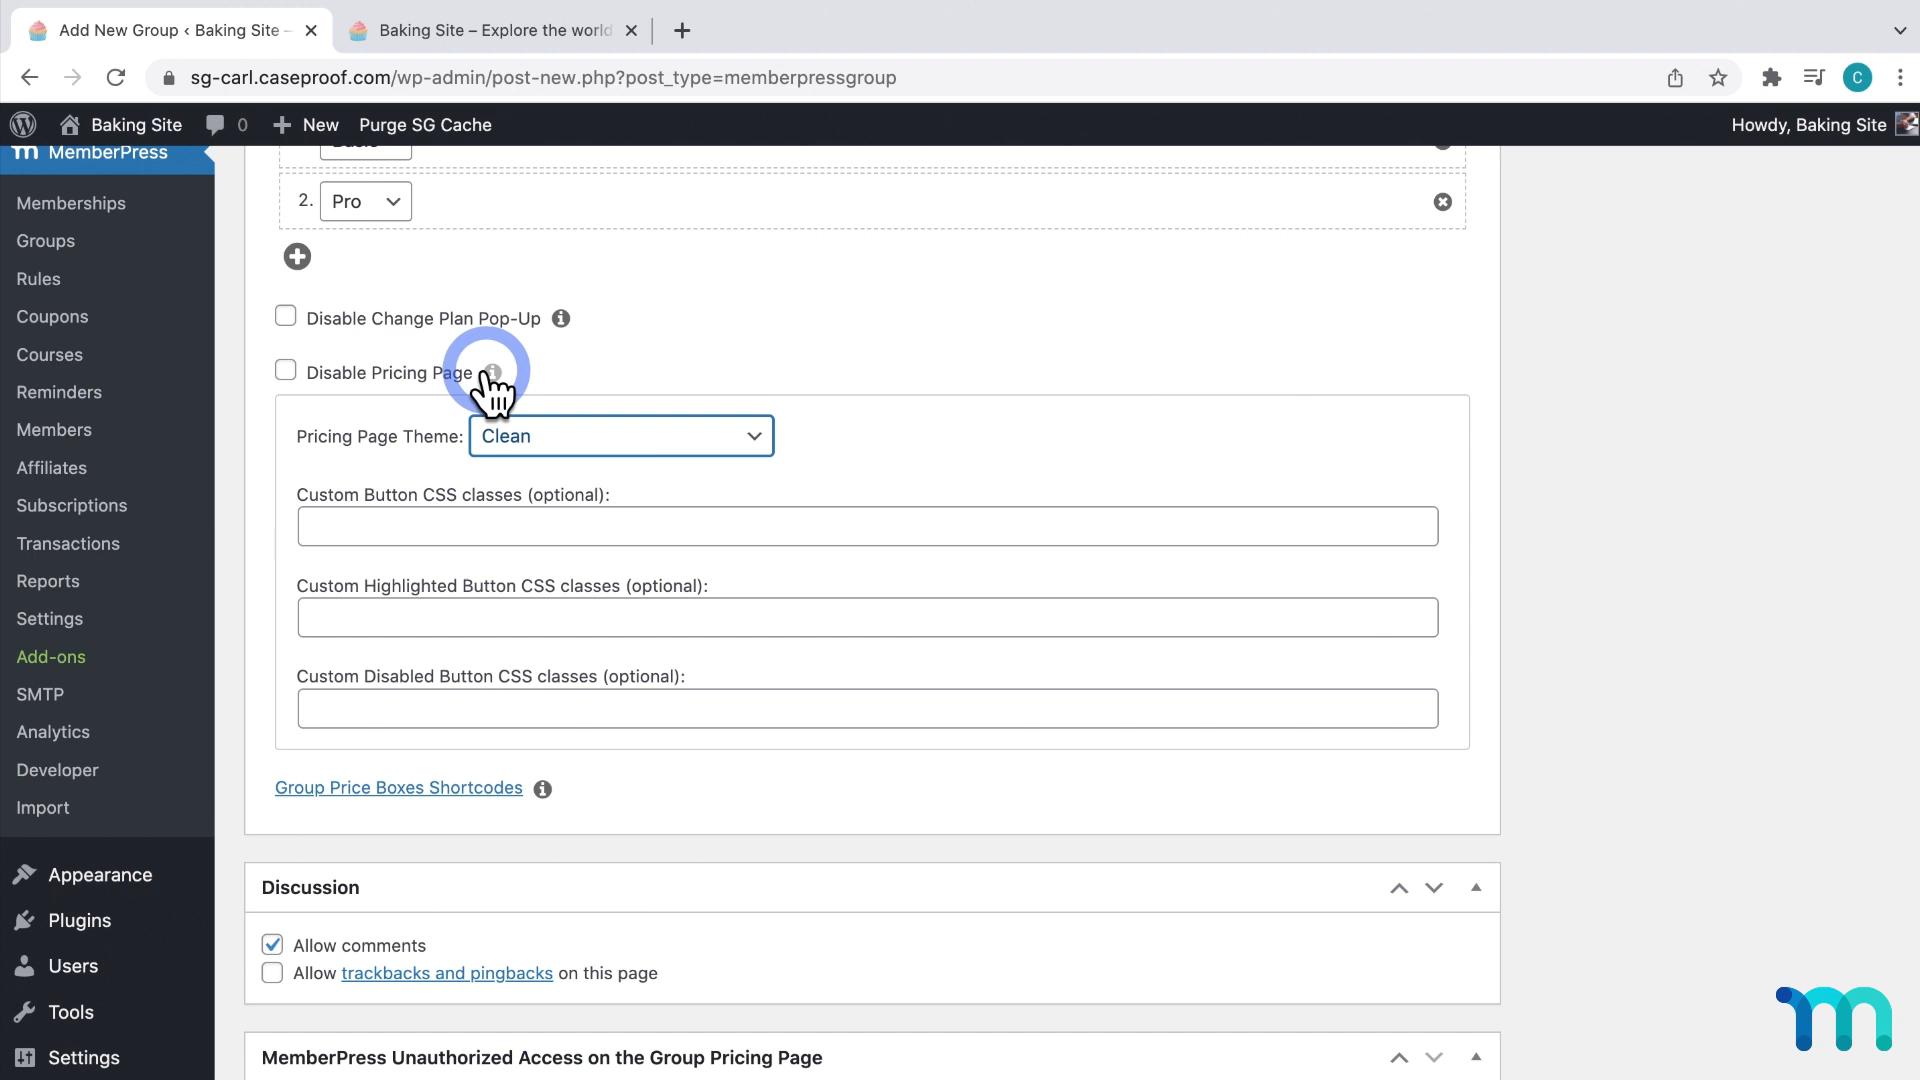 Add New Group ‹ Baking Site –
Baking Site – Explore the world
sg-carl.caseproof.com/wp-admin/post-new.php?post_type=memberpressgroup
C
Baking Site
0
New
Purge SG Cache
Howdy, Baking Site
MemberPress
Memberships
Groups
Rules
Coupons
Courses
Reminders
Members
Affiliates
Subscriptions
Transactions
Reports
Settings
Add-ons
SMTP
Analytics
Developer
Import
Appearance
Plugins
Users
Tools
Settings
2. Pro
Disable Change Plan Pop-Up
Disable Pricing Page
Pricing Page Theme: Clean
Custom Button CSS classes (optional):
Custom Highlighted Button CSS classes (optional):
Custom Disabled Button CSS classes (optional):
Group Price Boxes Shortcodes
Discussion
Allow comments
Allow trackbacks and pingbacks on this page
MemberPress Unauthorized Access on the Group Pricing Page